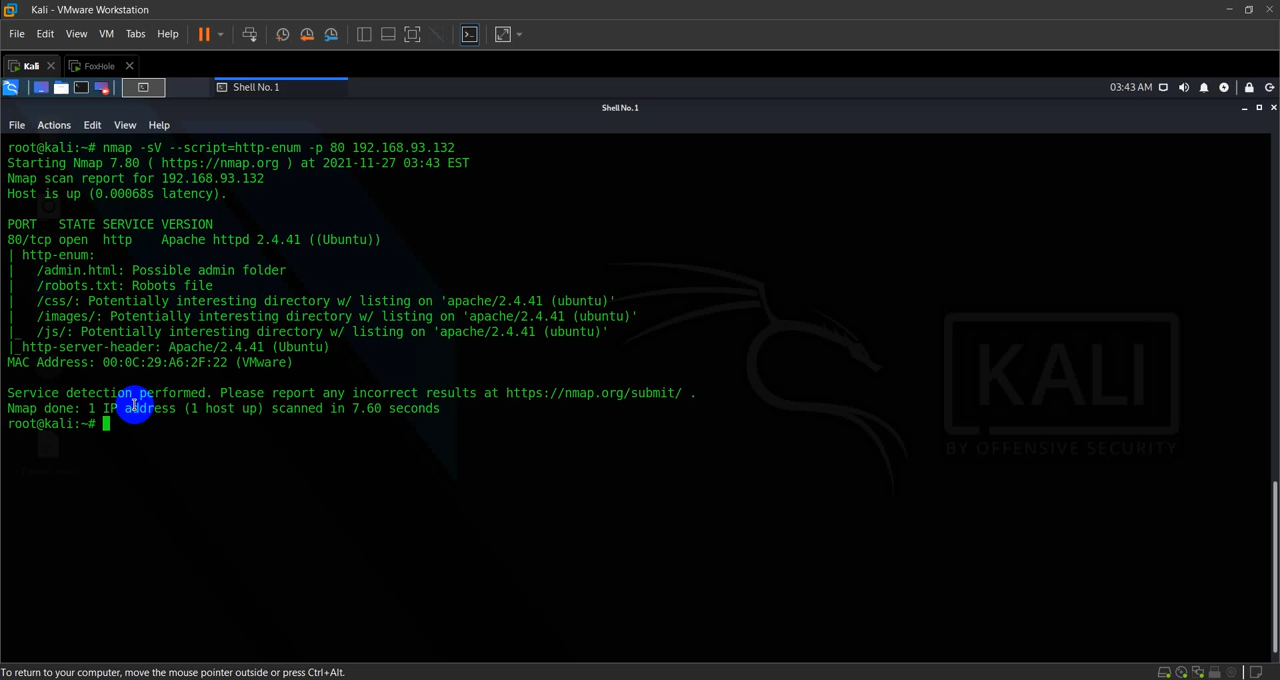 Kali - VMware Workstation
File Edit View VM Tabs Help
Kali FoxHole
Shell No. 1 03:43 AM
Shell No. 1
File Actions Edit View Help
root@kali:~# nmap -sV --script=http-enum -p 80 192.168.93.132
Starting Nmap 7.80 ( https://nmap.org ) at 2021-11-27 03:43 EST
Nmap scan report for 192.168.93.132
Host is up (0.00068s latency).
PORT STATE SERVICE VERSION
80/tcp open http Apache httpd 2.4.41 ((Ubuntu))
| http-enum:
| /admin.html: Possible admin folder
| /robots.txt: Robots file
| /css/: Potentially interesting directory w/ listing on 'apache/2.4.41 (ubuntu)'
| /images/: Potentially interesting directory w/ listing on 'apache/2.4.41 (ubuntu)'
|_ /js/: Potentially interesting directory w/ listing on 'apache/2.4.41 (ubuntu)'
|_http-server-header: Apache/2.4.41 (Ubuntu)
MAC Address: 00:0C:29:A6:2F:22 (VMware)
Service detection performed. Please report any incorrect results at https://nmap.org/submit/ .
Nmap done: 1 IP address (1 host up) scanned in 7.60 seconds
root@kali:~#
KALI
BY OFFENSIVE SECURITY
To return to your computer, move the mouse pointer outside or press Ctrl+Alt.